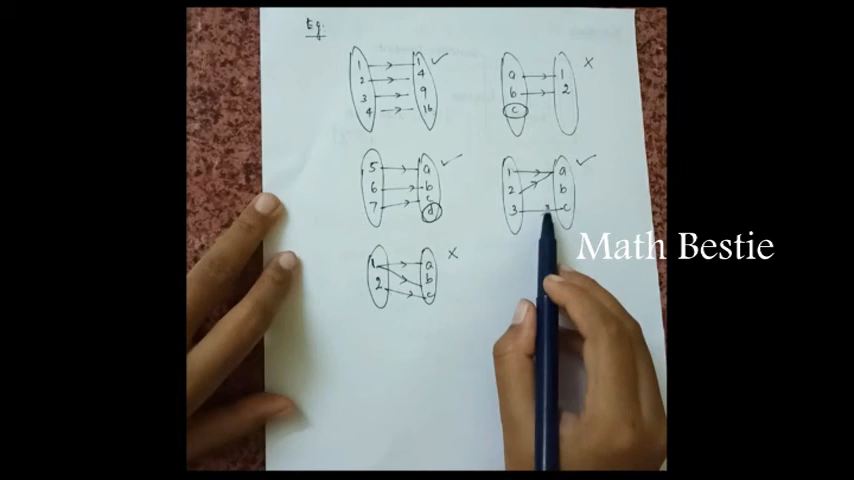 Eg:
1 1 ✓
2 4
3 9
4 16
a 1 ×
b 2
c
5 a ✓
6 b
7 c
d
1 a ✓
2 b
3 c
1 a ×
2 b
c
Math Bestie